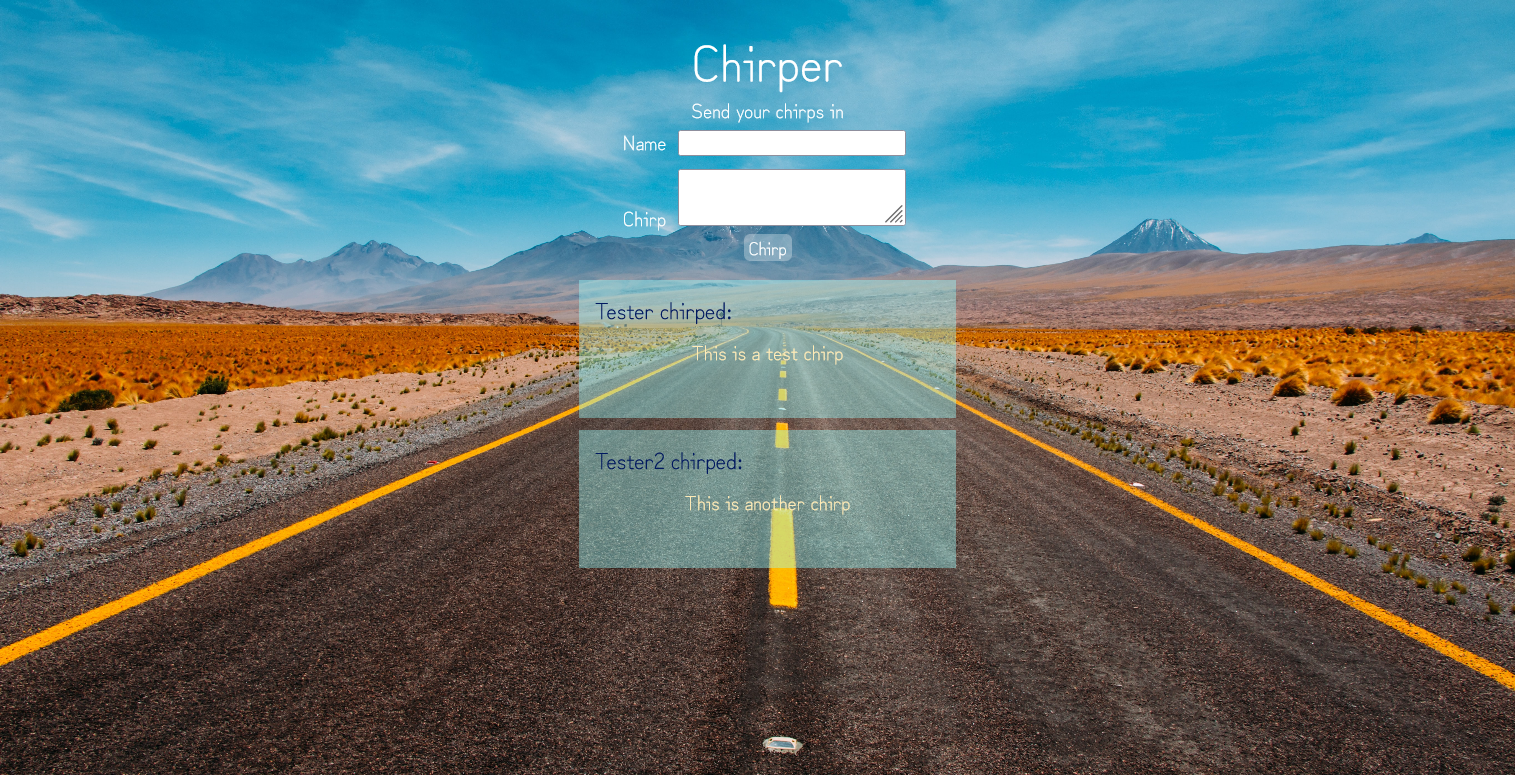 Chirper
Send your chirps in
Name
Chirp
Chirp
Tester chirped:
This is a test chirp
Tester2 chirped:
This is another chirp